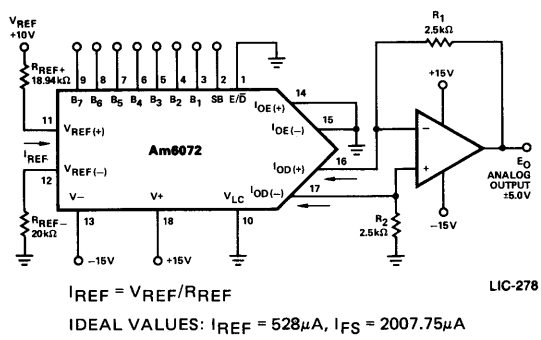 VREF
+10V
RREF+
18.94kΩ
9 8 7 6 5 4 3 2 1
B7 B6 B5 B4 B3 B2 B1 SB E/D̅
11
VREF(+)
IREF
12
VREF(−)
RREF−
20kΩ
Am6072
V− V+ VLC
13 18 10
−15V +15V
IOE(+)
14
IOE(−)
15
IOD(+)
16
IOD(−)
17
R1
2.5kΩ
+15V
−
+
−15V
R2
2.5kΩ
EO
ANALOG
OUTPUT
±5.0V
LIC-278
IREF = VREF/RREF
IDEAL VALUES: IREF = 528μA, IFS = 2007.75μA